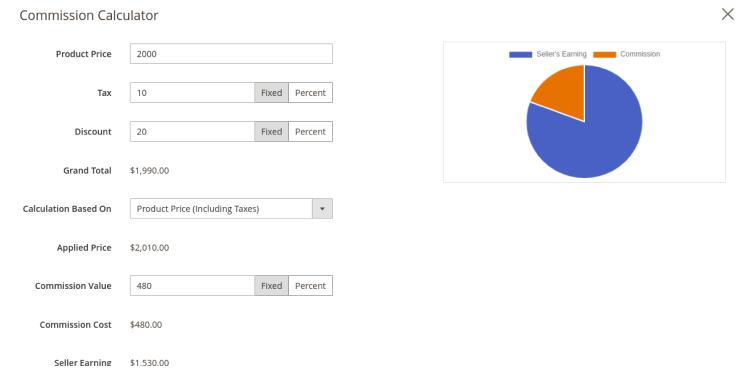 Commission Calculator
Product Price 2000
Tax 10 Fixed Percent
Discount 20 Fixed Percent
Grand Total $1,990.00
Calculation Based On Product Price (Including Taxes)
Applied Price $2,010.00
Commission Value 480 Fixed Percent
Commission Cost $480.00
Seller Earning $1,530.00
Seller's Earning Commission